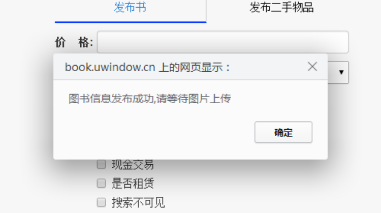 发布书 发布二手物品
价 格:
book.uwindow.cn 上的网页显示：
图书信息发布成功,请等待图片上传
确定
现金交易
是否租赁
搜索不可见